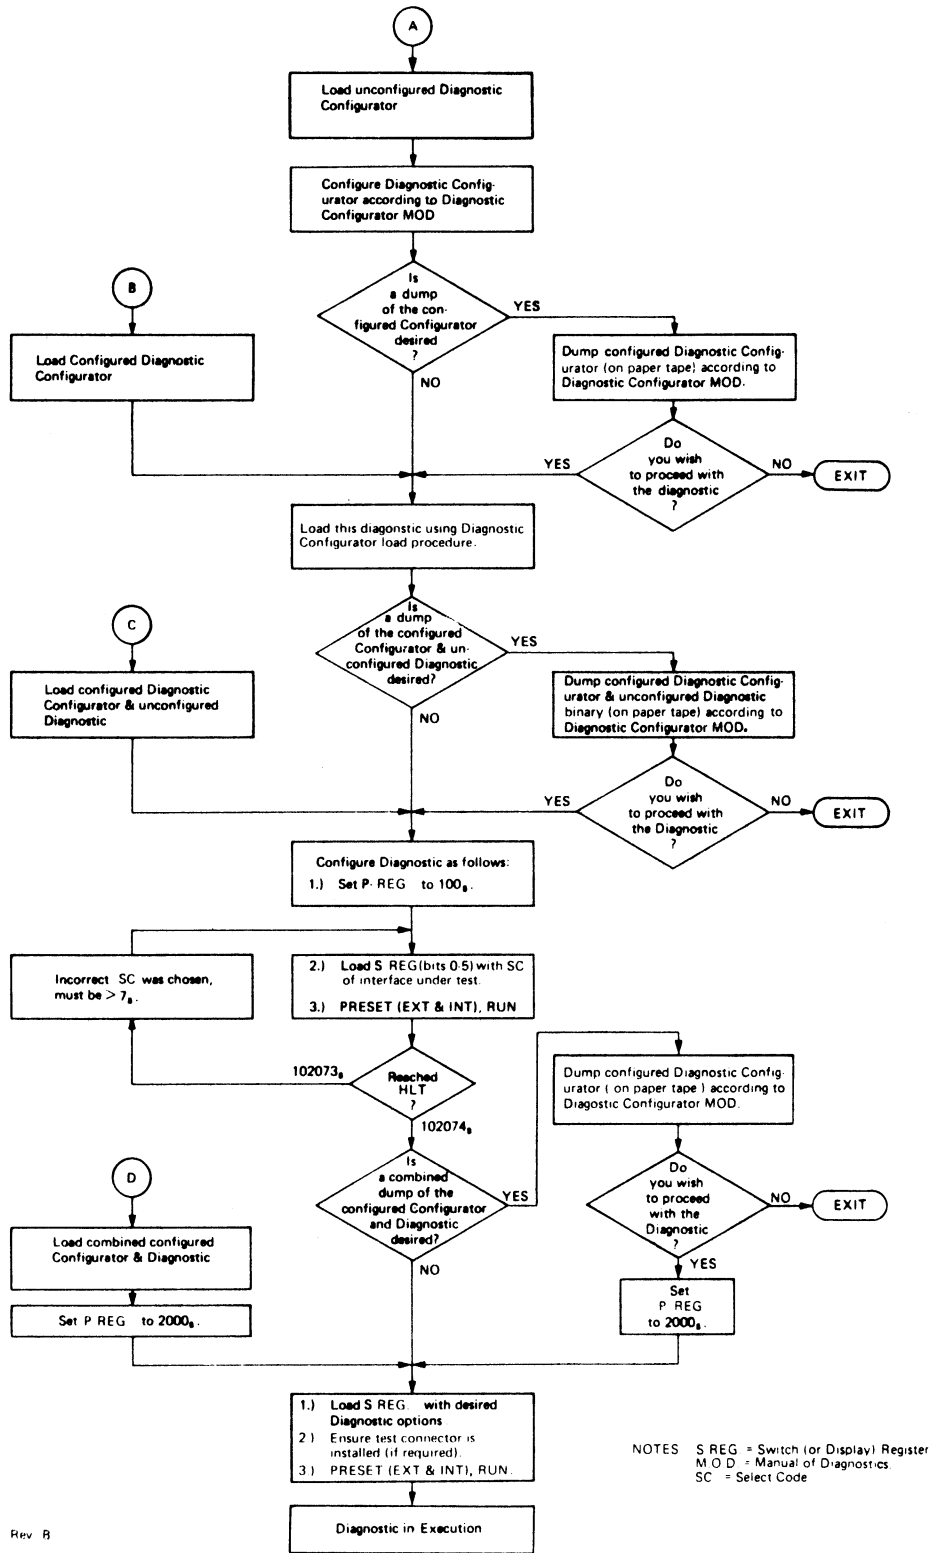 A
Load unconfigured Diagnostic
Configurator
Configure Diagnostic Config-
urator according to Diagnostic
Configurator MOD
Is
a dump
of the con-
figured Configurator
desired
?
YES
NO
B
Load Configured Diagnostic
Configurator
Dump configured Diagnostic Config-
urator (on paper tape) according to
Diagnostic Configurator MOD.
Do
you wish
to proceed with
the diagnostic
?
YES
NO
EXIT
Load this diagonstic using Diagnostic
Configurator load procedure.
Is
a dump
of the configured
Configurator & un-
configured Diagnostic
desired?
YES
NO
C
Load configured Diagnostic
Configurator & unconfigured
Diagnostic
Dump configured Diagnostic Config-
urator & unconfigured Diagnostic
binary (on paper tape) according to
Diagnostic Configurator MOD.
Do
you wish
to proceed with
the Diagnostic
?
YES
NO
EXIT
Configure Diagnostic as follows:
1.) Set P-REG to 100₈.
Incorrect SC was chosen,
must be > 7₈.
2.) Load S REG(bits 0-5) with SC
of interface under test.
3.) PRESET (EXT & INT), RUN
102073₈
Reached
HLT
?
102074₈
Is
a combined
dump of the
configured Configurator
and Diagnostic
desired?
YES
NO
Dump configured Diagnostic Config-
urator ( on paper tape ) according to
Diagostic Configurator MOD.
Do
you wish
to proceed
with the
Diagnostic
?
NO
EXIT
YES
Set
P REG
to 2000₈.
D
Load combined configured
Configurator & Diagnostic
Set P REG to 2000₈.
1.) Load S REG. with desired
Diagnostic options
2) Ensure test connector is
installed (if required).
3) PRESET (EXT & INT), RUN.
Diagnostic in Execution
NOTES S REG = Switch (or Display) Register
M O D = Manual of Diagnostics.
SC = Select Code
Rev B